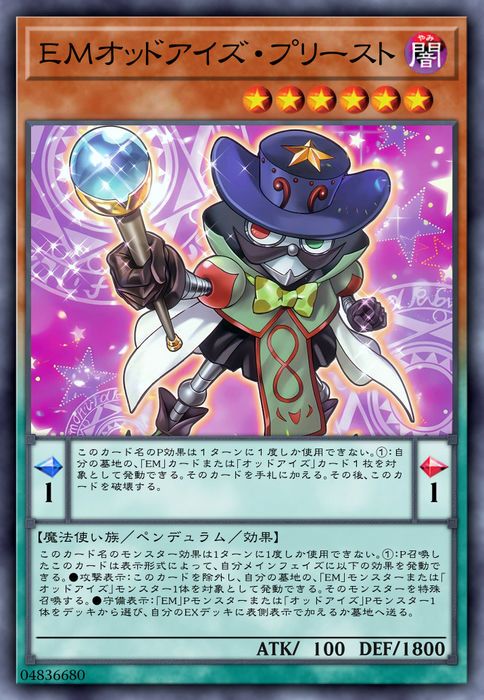 EMオッドアイズ・プリースト
やみ
闇
このカード名のP効果は1ターンに1度しか使用できない。①:自
分の墓地の、「EM」カードまたは「オッドアイズ」カード1枚を対
象として発動できる。そのカードを手札に加える。その後、このカ
ードを破壊する。
1
1
【魔法使い族/ペンデュラム/効果】
このカード名のモンスター効果は1ターンに1度しか使用できない。①:P召喚し
たこのカードは表示形式によって、自分メインフェイズに以下の効果を発動で
きる。●攻撃表示:このカードを除外し、自分の墓地の、「EM」モンスターまたは「オ
ッドアイズ」モンスター1体を対象として発動できる。そのモンスターを特殊
召喚する。●守備表示:「EM」Pモンスターまたは「オッドアイズ」Pモンスター1
体をデッキから選び、自分のEXデッキに表側表示で加えるか墓地へ送る。
ATK/ 100 DEF/1800
04836680